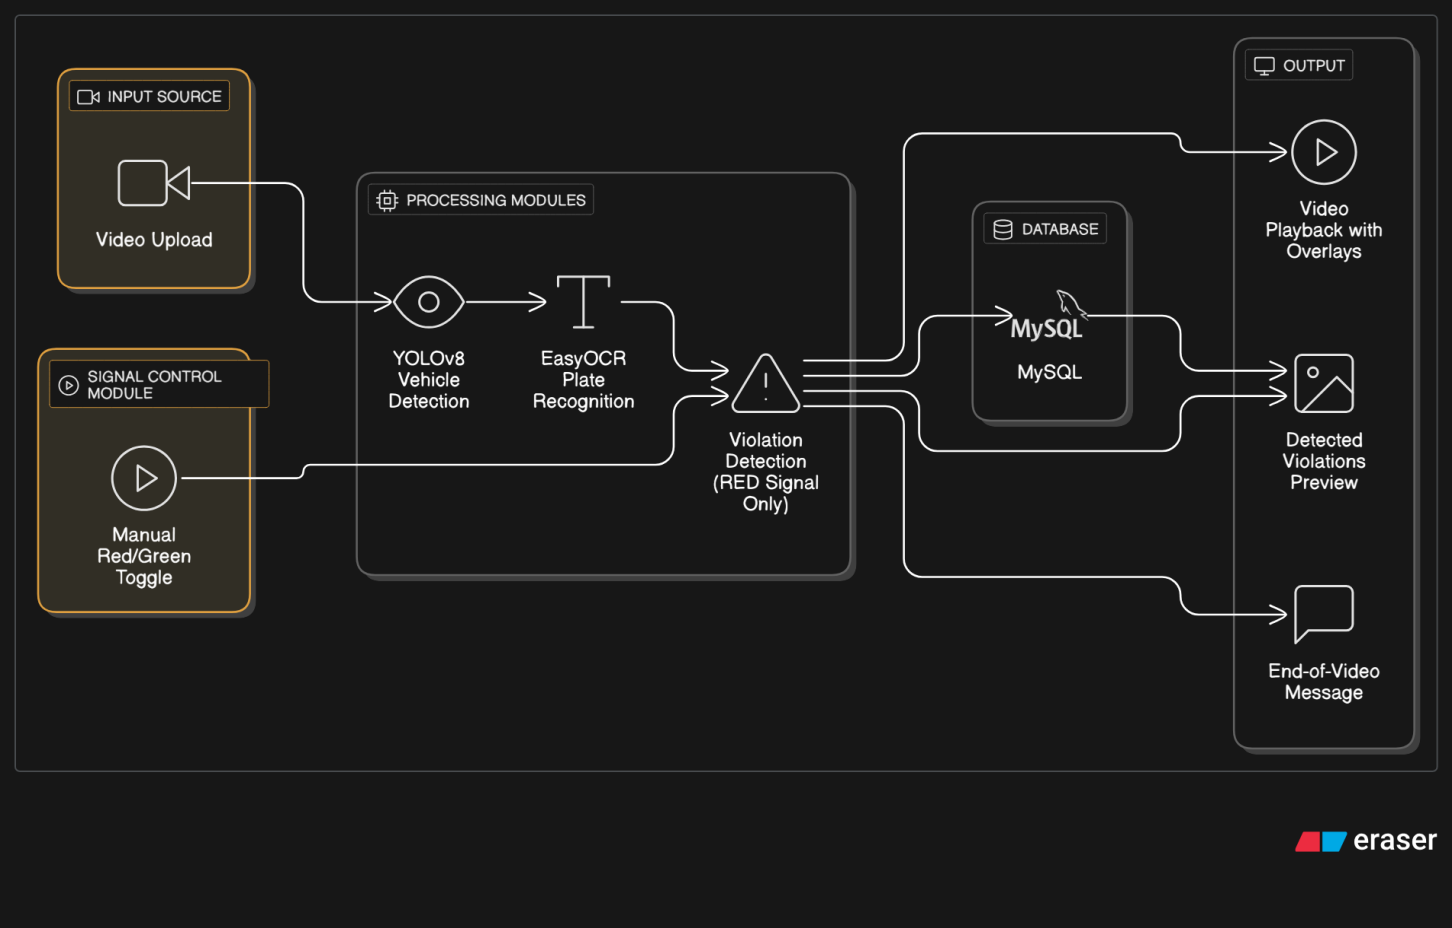 INPUT SOURCE
Video Upload
SIGNAL CONTROL
MODULE
Manual
Red/Green
Toggle
PROCESSING MODULES
YOLOv8
Vehicle
Detection
EasyOCR
Plate
Recognition
Violation
Detection
(RED Signal
Only)
DATABASE
MySQL
MySQL
OUTPUT
Video
Playback with
Overlays
Detected
Violations
Preview
End-of-Video
Message
eraser